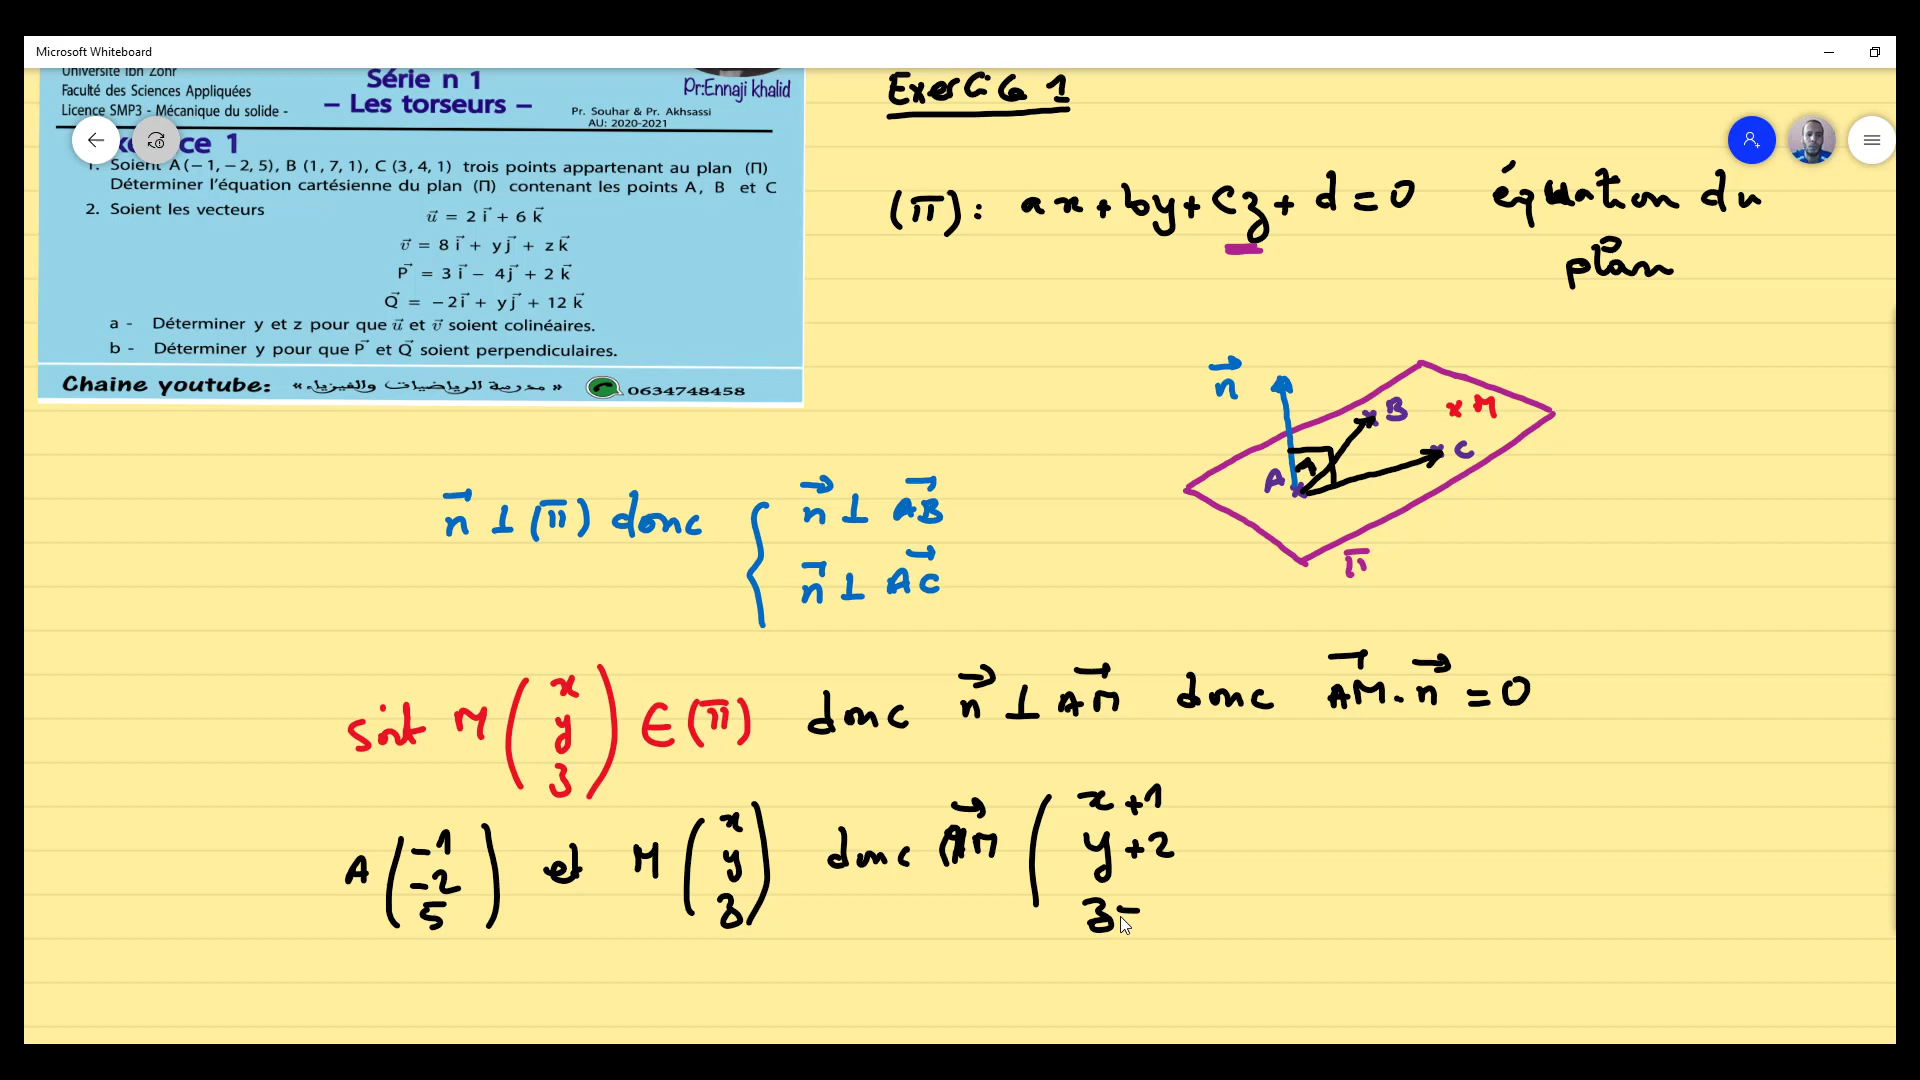 Microsoft Whiteboard
Université Ibn Zohr
Faculté des Sciences Appliquées
Licence SMP3 - Mécanique du solide -
Série n 1
– Les torseurs –
Pr:Ennaji khalid
Pr. Souhar & Pr. Akhsassi
AU: 2020-2021
ce 1
1. Soient A (− 1, − 2, 5), B (1, 7, 1), C (3, 4, 1) trois points appartenant au plan (Π)
Déterminer l'équation cartésienne du plan (Π) contenant les points A, B et C
2. Soient les vecteurs
u⃗ = 2 i⃗ + 6 k⃗
v⃗ = 8 i⃗ + y j⃗ + z k⃗
P⃗ = 3 i⃗ − 4 j⃗ + 2 k⃗
Q⃗ = − 2 i⃗ + y j⃗ + 12 k⃗
a - Déterminer y et z pour que u⃗ et v⃗ soient colinéaires.
b - Déterminer y pour que P⃗ et Q⃗ soient perpendiculaires.
Chaine youtube: « مدرسة الرياضيات والفيزياء » 0634748458
Exercice 1
(Π): ax+by+cz+d=0 équation du
plan
n⃗
B
x M
C
A
Π
n⃗ ⊥ (Π) donc { n⃗ ⊥ AB⃗
n⃗ ⊥ AC⃗
soit M (x y z) ∈ (Π) donc n⃗ ⊥ AM⃗ donc AM⃗ . n⃗ = 0
A (-1 -2 5) et M (x y z) donc AM⃗ ( x+1
y+2
z-